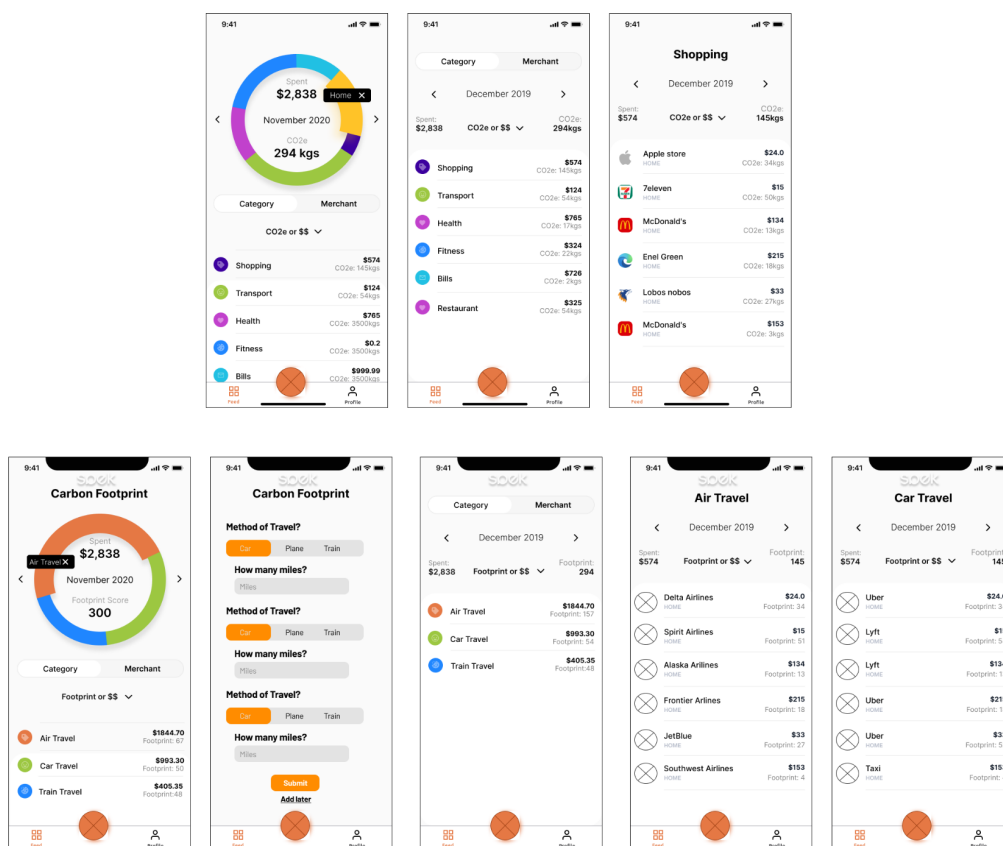 9:41
Spent
$2,838
Home ✕
November 2020
CO2e
294 kgs
Category Merchant
CO2e or $$
Shopping $574
CO2e: 145kgs
Transport $124
CO2e: 54kgs
Health $765
CO2e: 3500kgs
Fitness $0.2
CO2e: 3500kgs
Bills $999.99
CO2e: 3500kgs
Feed Profile
9:41
Category Merchant
December 2019
Spent: CO2e:
$2,838 CO2e or $$ 294kgs
Shopping $574
CO2e: 145kgs
Transport $124
CO2e: 54kgs
Health $765
CO2e: 17kgs
Fitness $324
CO2e: 22kgs
Bills $726
CO2e: 2kgs
Restaurant $325
CO2e: 54kgs
Feed Profile
9:41
Shopping
December 2019
Spent: CO2e:
$574 CO2e or $$ 145kgs
Apple store $24.0
HOME CO2e: 34kgs
7eleven $15
HOME CO2e: 50kgs
McDonald's $134
HOME CO2e: 13kgs
Enel Green $215
HOME CO2e: 18kgs
Lobos nobos $33
HOME CO2e: 27kgs
McDonald's $153
HOME CO2e: 3kgs
Feed Profile
9:41
Carbon Footprint
Spent
$2,838
Air Travel ✕
November 2020
Footprint Score
300
Category Merchant
Footprint or $$
Air Travel $1844.70
Footprint: 67
Car Travel $993.30
Footprint: 50
Train Travel $405.35
Footprint:48
9:41
Carbon Footprint
Method of Travel?
Car Plane Train
How many miles?
Miles
Method of Travel?
Car Plane Train
How many miles?
Miles
Method of Travel?
Car Plane Train
How many miles?
Miles
Submit
Add later
9:41
Category Merchant
December 2019
Spent: Footprint:
$2,838 Footprint or $$ 294
Air Travel $1844.70
Footprint: 157
Car Travel $993.30
Footprint: 54
Train Travel $405.35
Footprint:48
9:41
Air Travel
December 2019
Spent: Footprint:
$574 Footprint or $$ 145
Delta Airlines $24.0
HOME Footprint: 34
Spirit Airlines $15
HOME Footprint: 51
Alaska Arilines $134
HOME Footprint: 13
Frontier Arlines $215
HOME Footprint: 18
JetBlue $33
HOME Footprint: 27
Southwest Airlines $153
HOME Footprint: 4
9:41
Car Travel
December 2019
Spent:
$574 Footprint or $$
Uber
HOME
Lyft
HOME
Lyft
HOME
Uber
HOME
Uber
HOME
Taxi
HOME